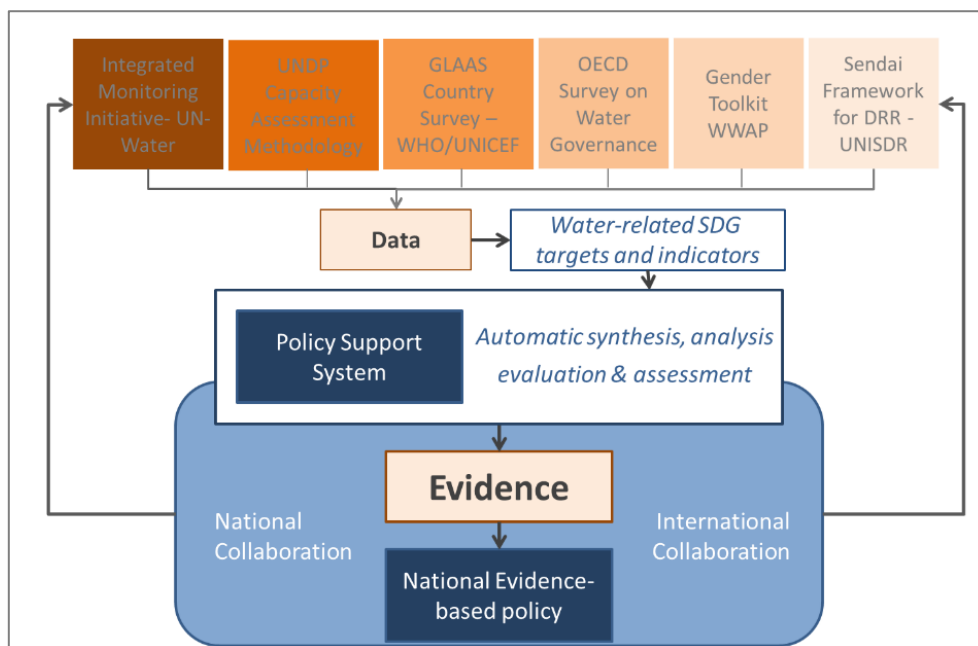 Integrated
Monitoring
Initiative- UN-
Water
UNDP
Capacity
Assessment
Methodology
GLAAS
Country
Survey –
WHO/UNICEF
OECD
Survey on
Water
Governance
Gender
Toolkit
WWAP
Sendai
Framework
for DRR -
UNISDR
Data
Water-related SDG
targets and indicators
Policy Support
System
Automatic synthesis, analysis
evaluation & assessment
Evidence
National
Collaboration
International
Collaboration
National Evidence-
based policy